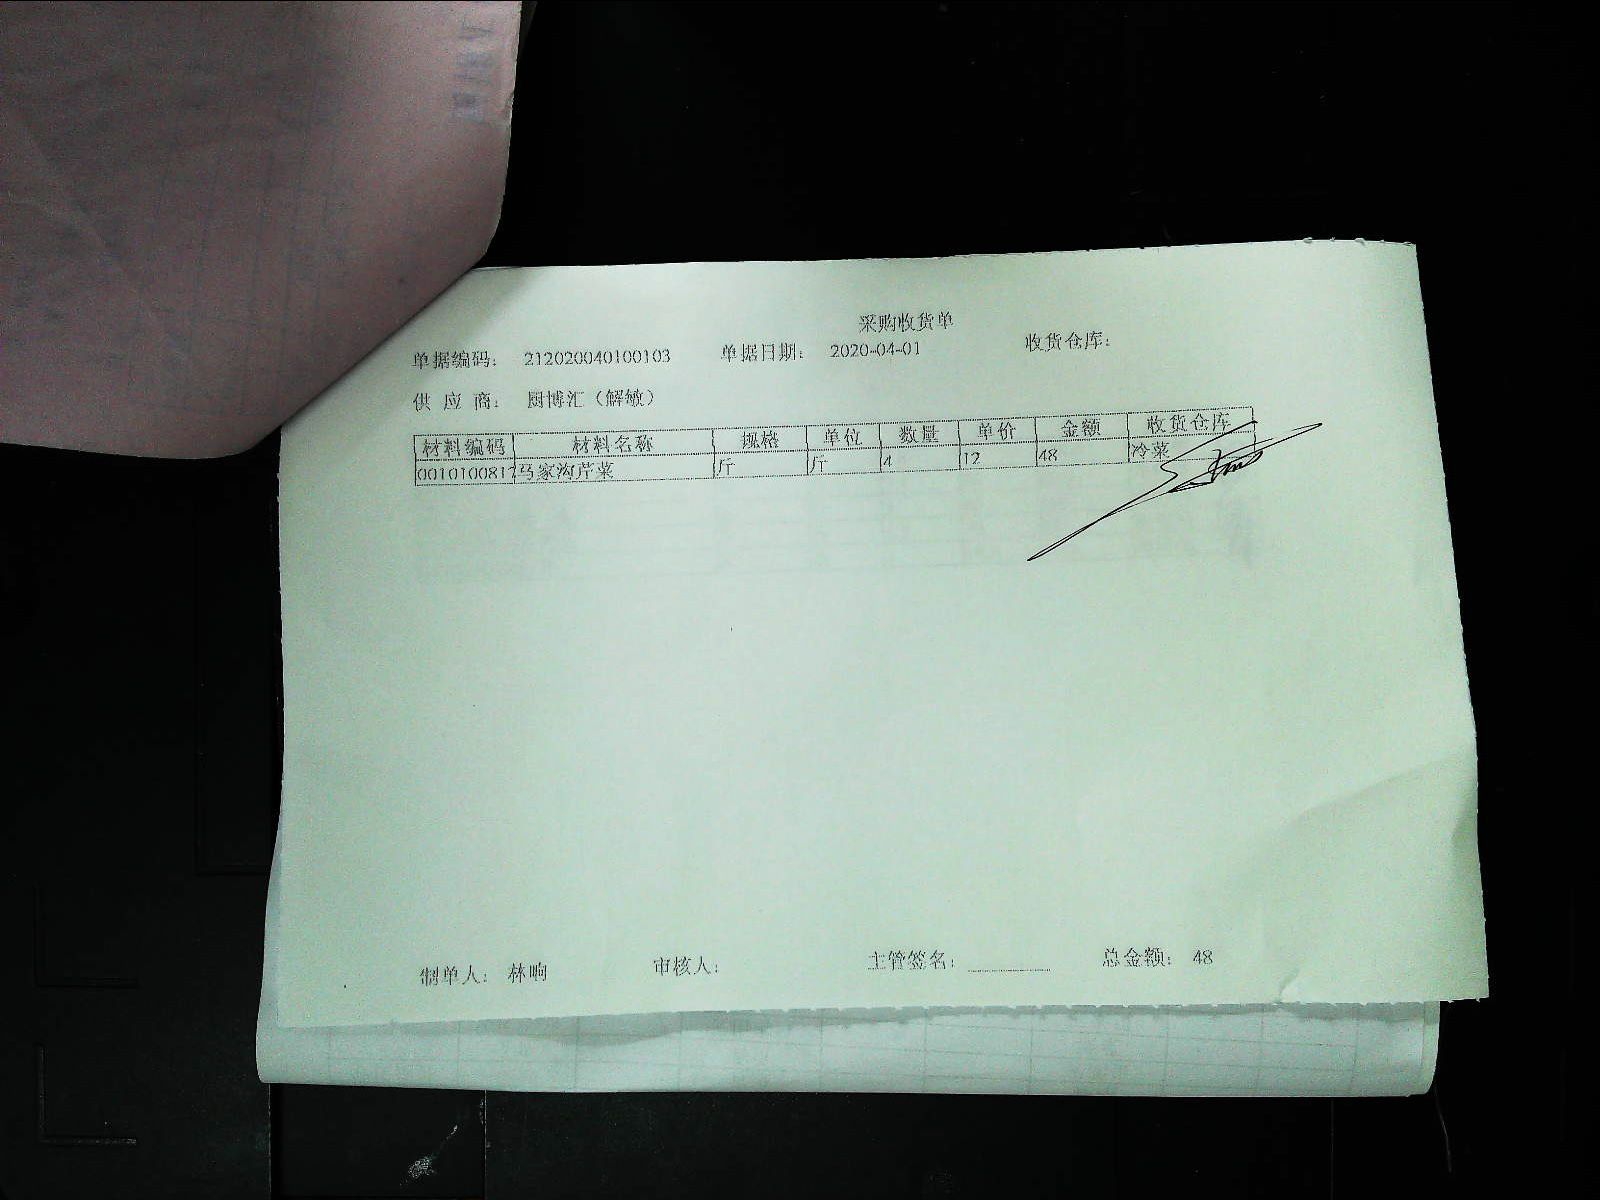 采购收货单
单据编码： 212020040100103 单据日期： 2020-04-01 收货仓库：
供 应 商： 厨博汇（解敏）
材料编码 材料名称 规格 单位 数量 单价 金额 收货仓库
0010100817 马家沟芹菜 斤 斤 4 12 48 冷菜
制单人： 林响 审核人： 主管签名： 总金额： 48